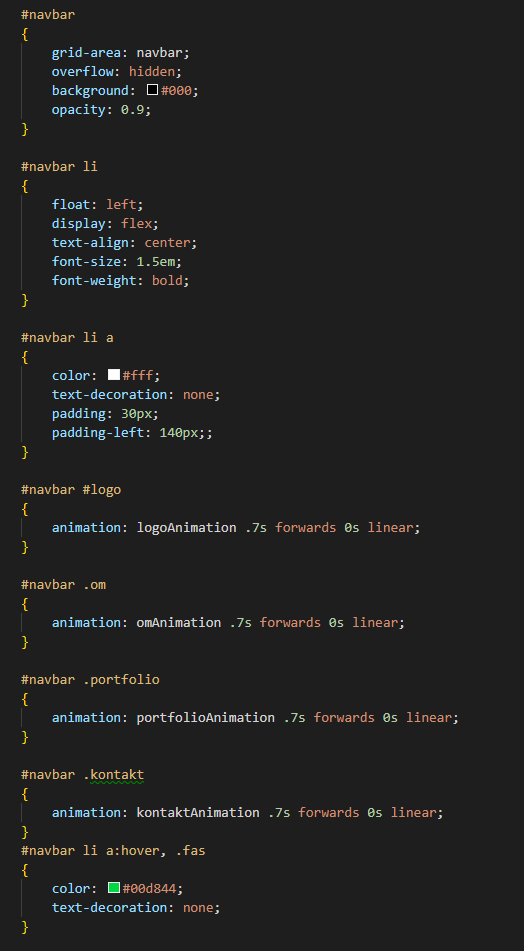 #navbar
{
    grid-area: navbar;
    overflow: hidden;
    background: #000;
    opacity: 0.9;
}

#navbar li
{
    float: left;
    display: flex;
    text-align: center;
    font-size: 1.5em;
    font-weight: bold;
}

#navbar li a
{
    color: #fff;
    text-decoration: none;
    padding: 30px;
    padding-left: 140px;;
}

#navbar #logo
{
    animation: logoAnimation .7s forwards 0s linear;
}

#navbar .om
{
    animation: omAnimation .7s forwards 0s linear;
}

#navbar .portfolio
{
    animation: portfolioAnimation .7s forwards 0s linear;
}

#navbar .kontakt
{
    animation: kontaktAnimation .7s forwards 0s linear;
}
#navbar li a:hover, .fas
{
    color: #00d844;
    text-decoration: none;
}